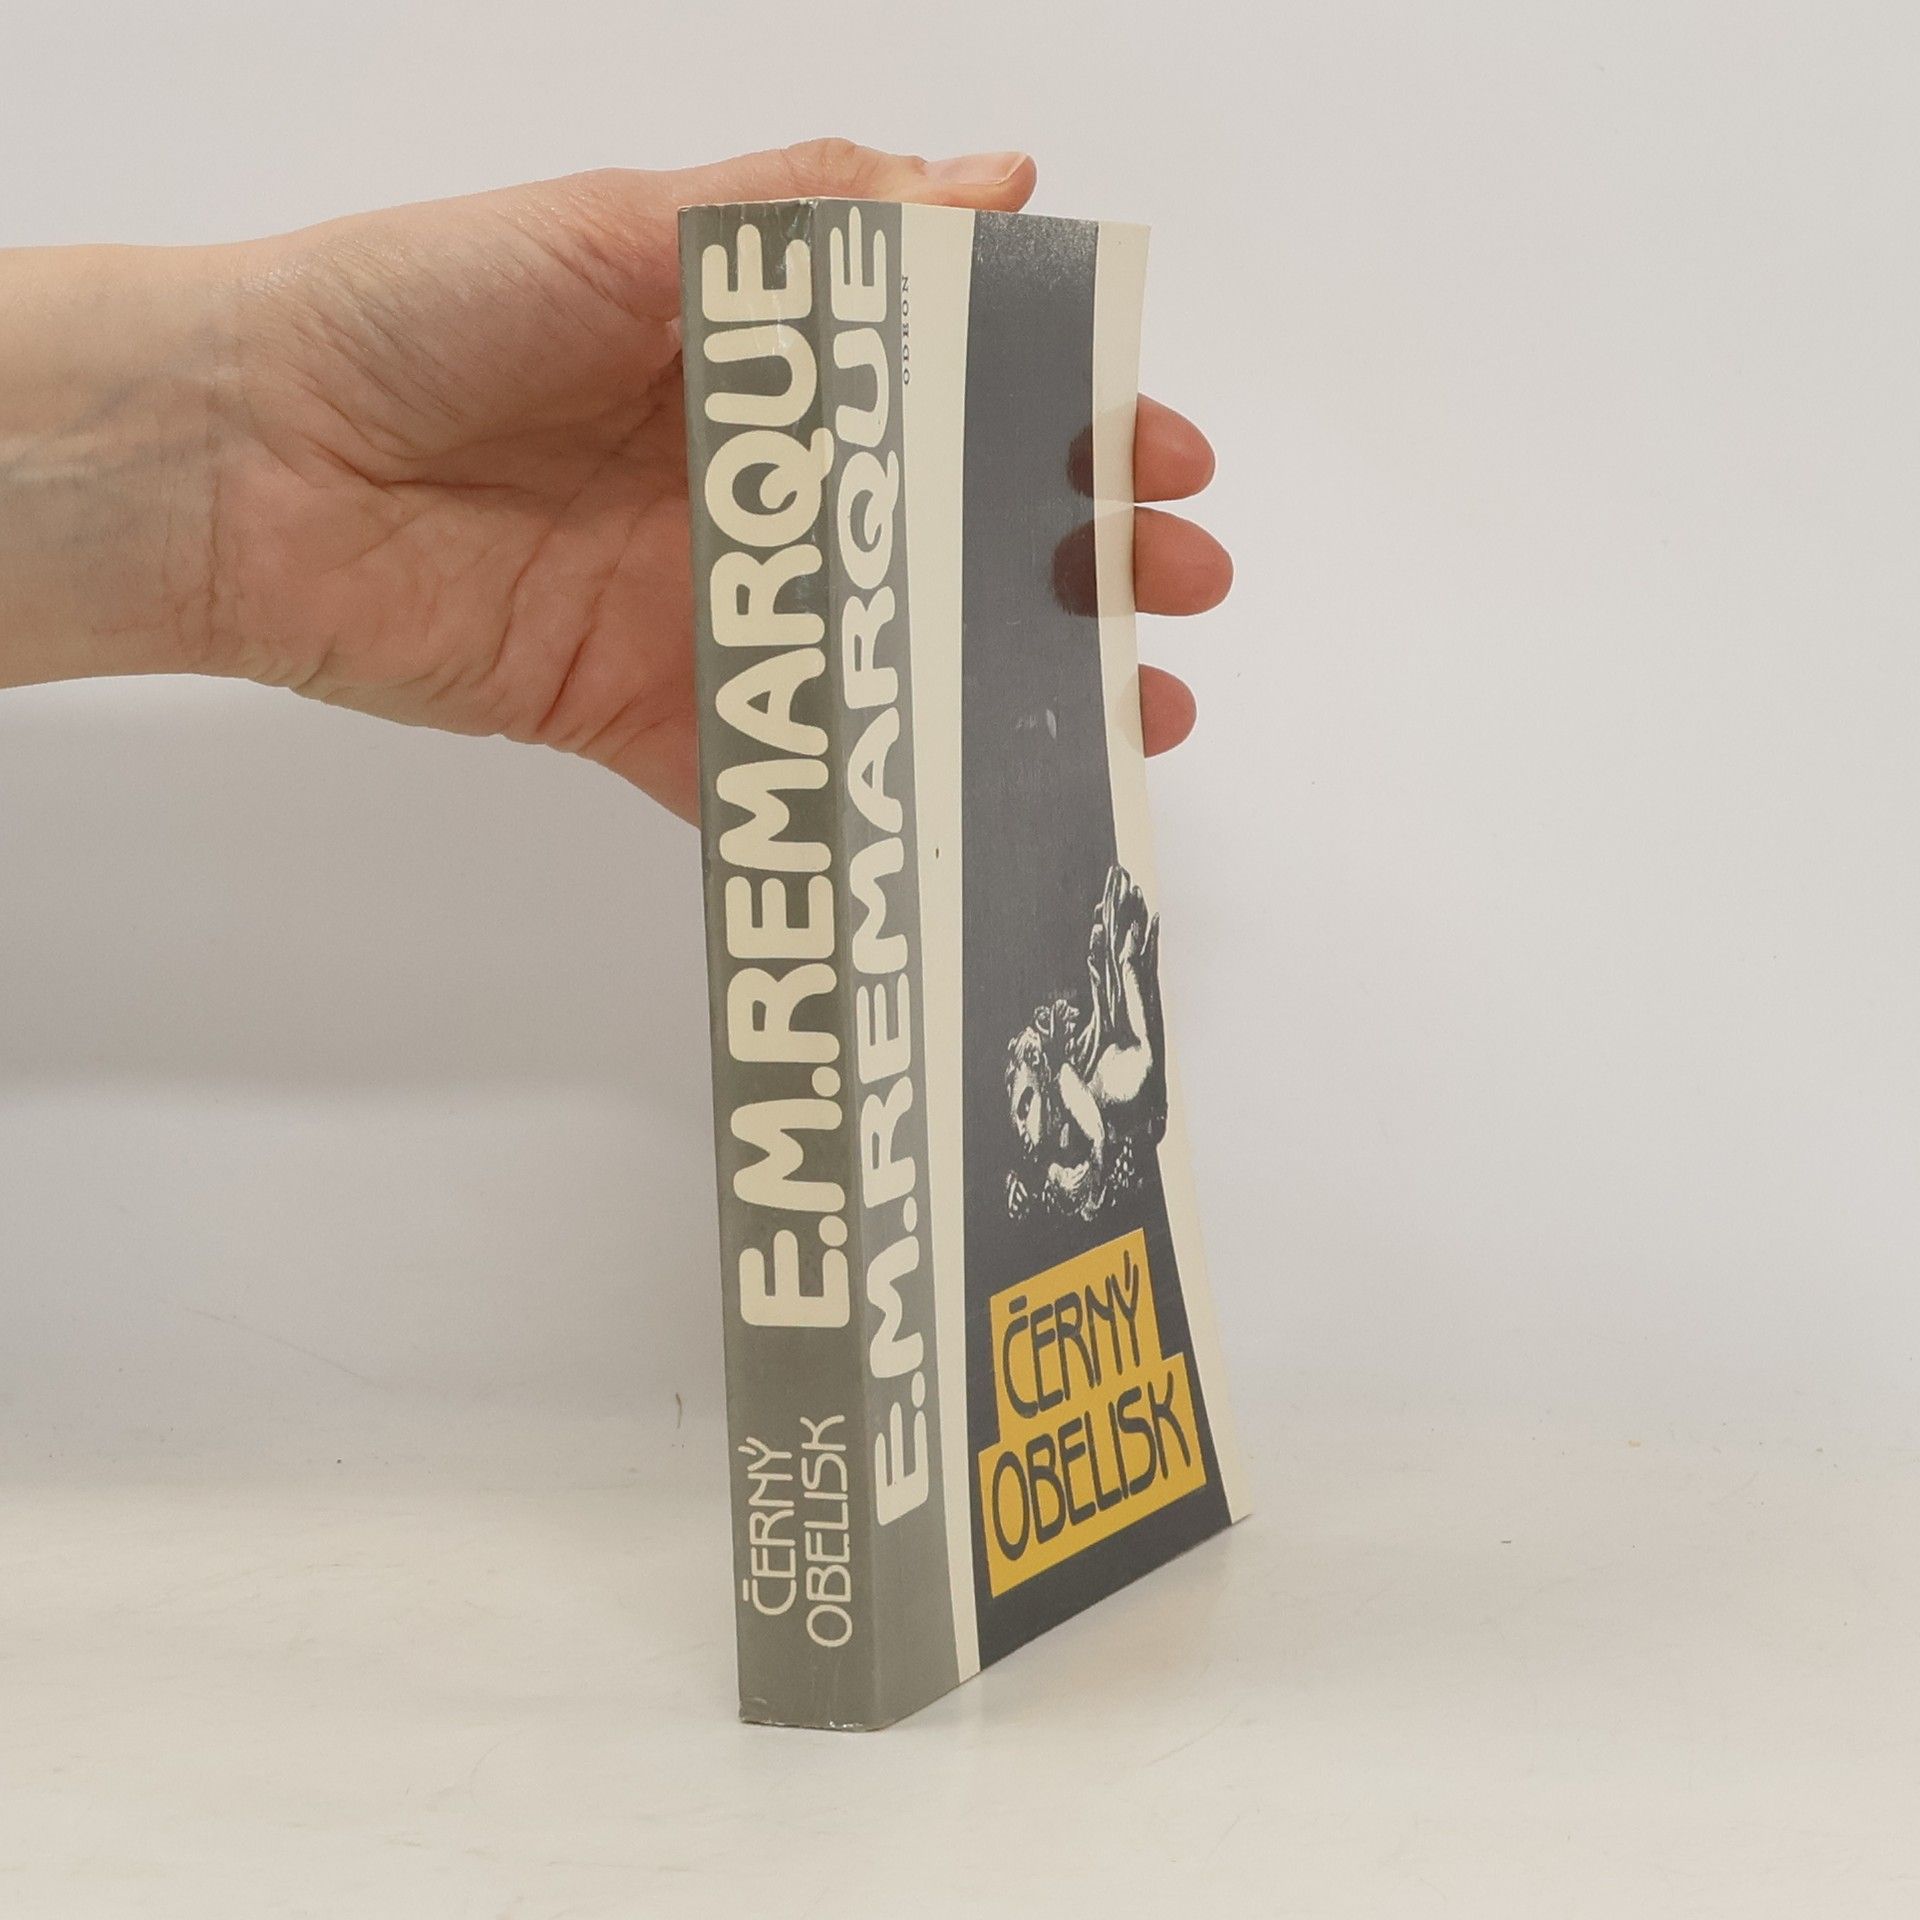 E.M.REMARQUE
ČERNÝ
OBELISK
E.M.REMARQUE
ODEON
ČERNÝ
OBELISK